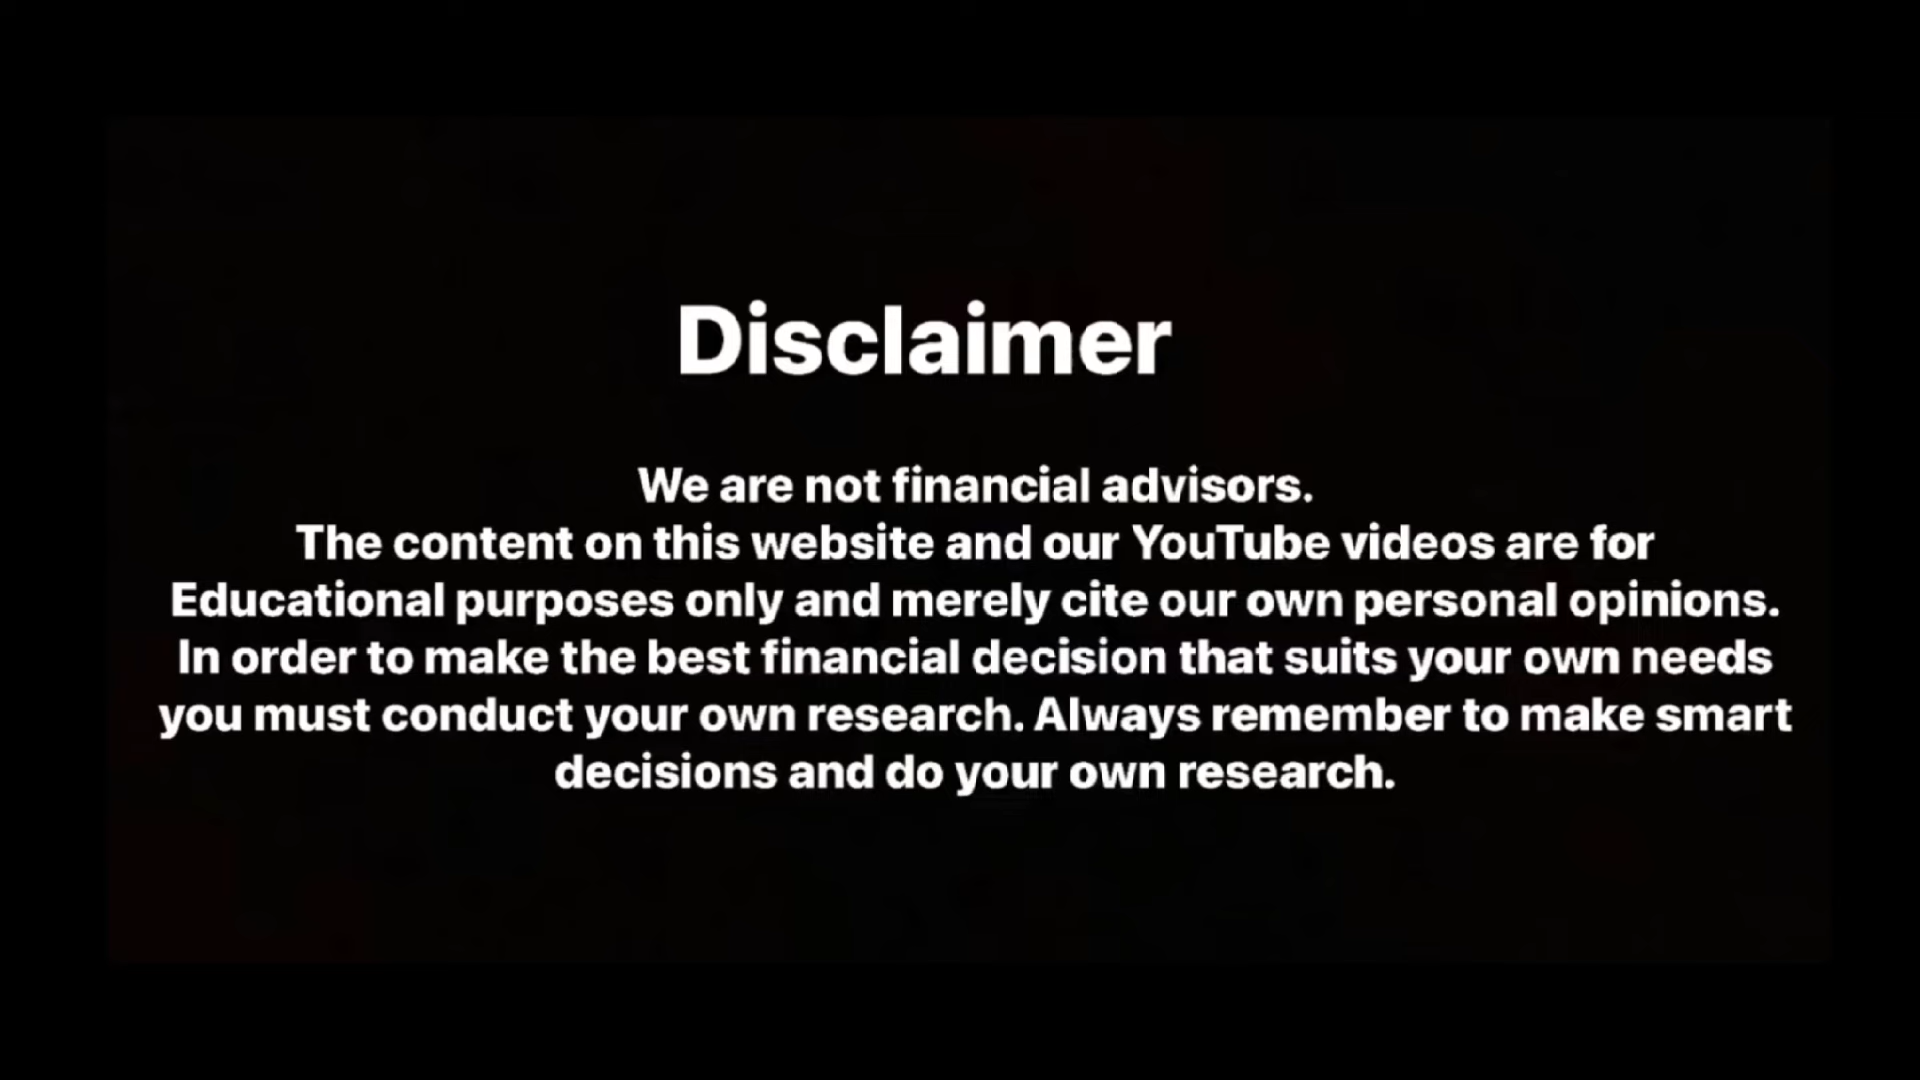 Disclaimer
We are not financial advisors.
The content on this website and our YouTube videos are for
Educational purposes only and merely cite our own personal opinions.
In order to make the best financial decision that suits your own needs
you must conduct your own research. Always remember to make smart
decisions and do your own research.